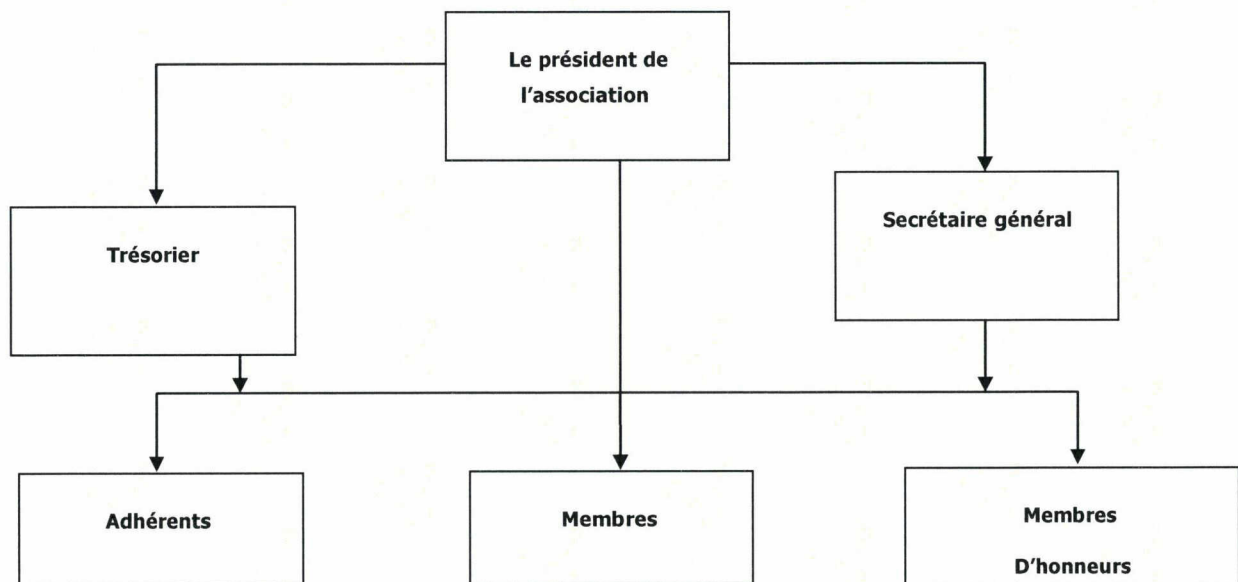 Le président de
l'association
Secrétaire général
Trésorier
Adhérents
Membres
Membres
D'honneurs